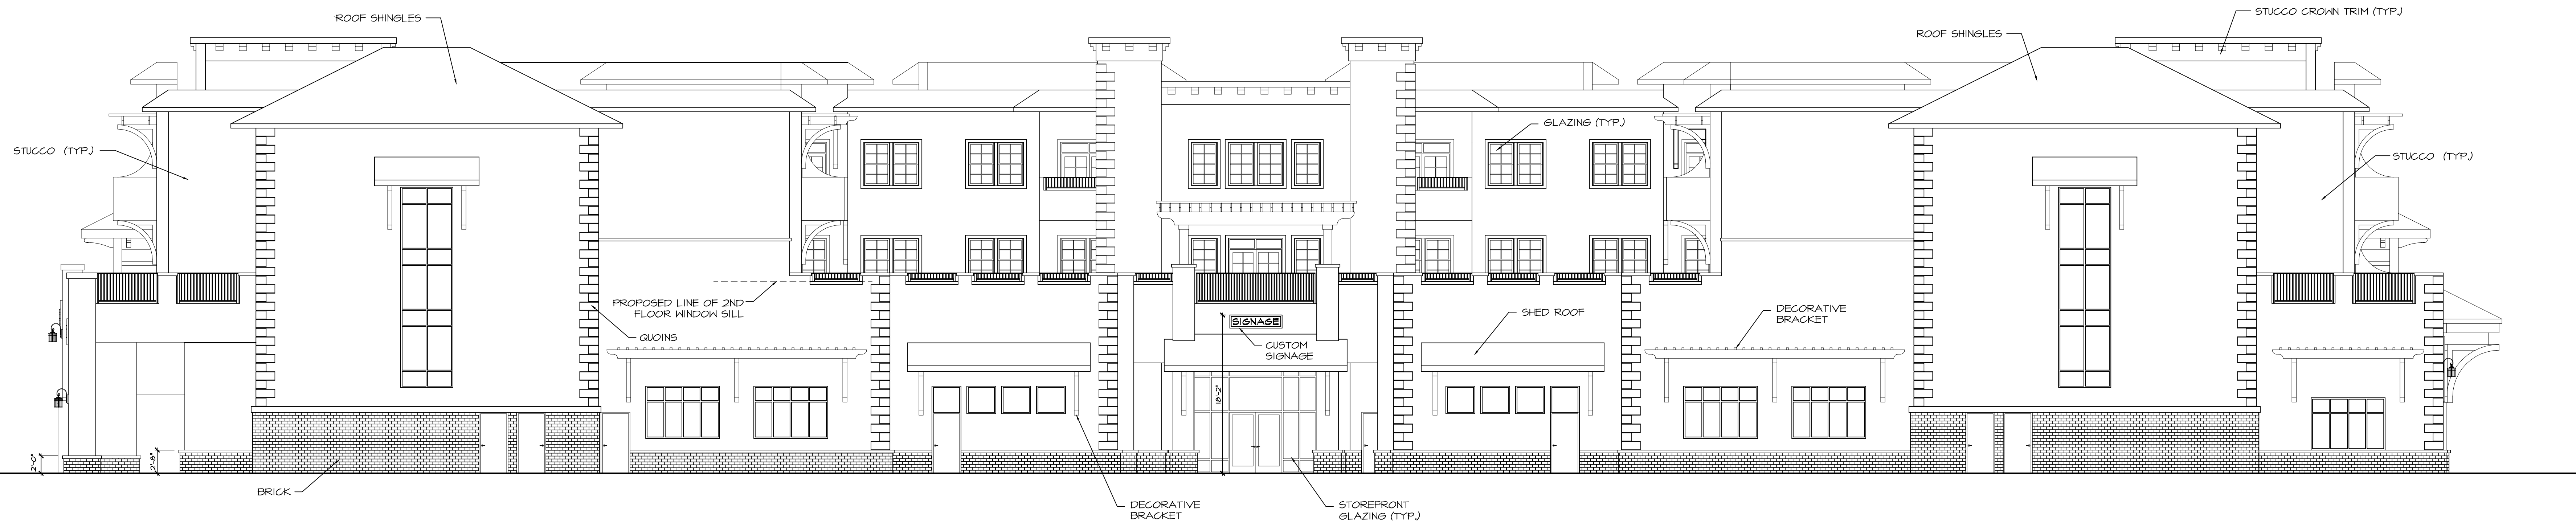 ROOF SHINGLES
STUCCO CROWN TRIM (TYP.)
ROOF SHINGLES
GLAZING (TYP.)
STUCCO (TYP.)
STUCCO (TYP.)
PROPOSED LINE OF 2ND
FLOOR WINDOW SILL
QUOINS
SIGNAGE
CUSTOM
SIGNAGE
SHED ROOF
DECORATIVE
BRACKET
18'-2"
2'-0"
2'-8"
BRICK
DECORATIVE
BRACKET
STOREFRONT
GLAZING (TYP.)